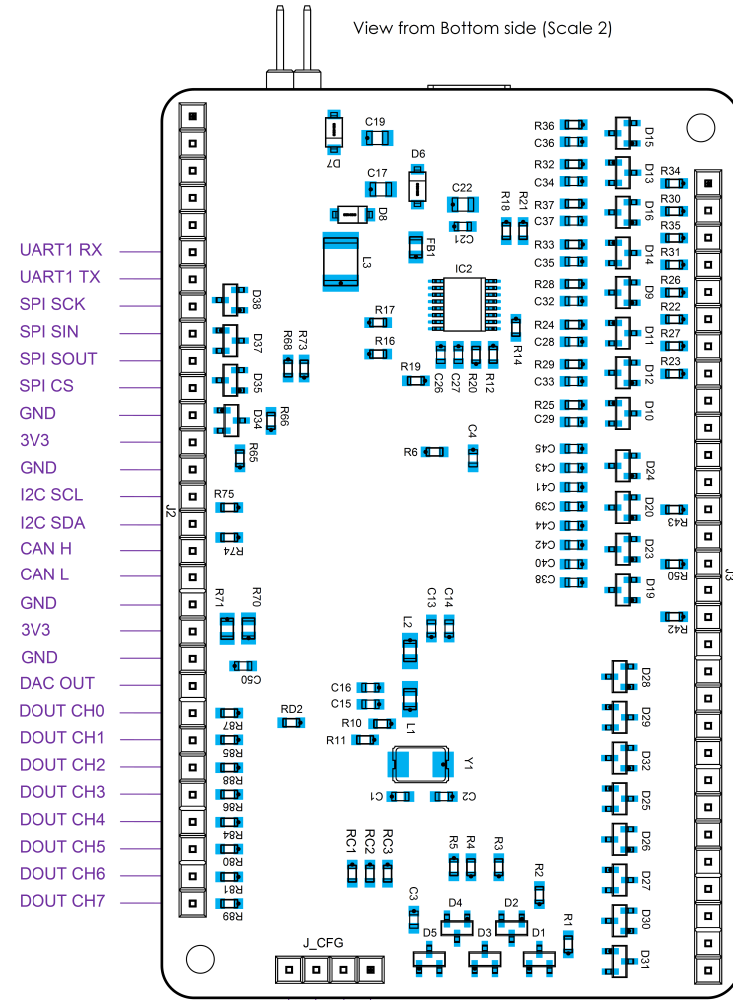 View from Bottom side (Scale 2)
C19
D7
D6
C17
C22
D8
C21
R18
R21
FB1
L3
IC2
R36
C36
D15
R32
C34
D13
R34
R37
C37
D16
R30
R35
R33
C35
D14
R31
R28
C32
D9
R26
R22
R24
C28
D11
R27
R29
C33
D12
R23
R25
C29
D10
UART1 RX
UART1 TX
SPI SCK
SPI SIN
SPI SOUT
SPI CS
GND
3V3
GND
I2C SCL
I2C SDA
CAN H
CAN L
GND
3V3
GND
DAC OUT
DOUT CH0
DOUT CH1
DOUT CH2
DOUT CH3
DOUT CH4
DOUT CH5
DOUT CH6
DOUT CH7
J2
D38
D37
D35
D34
R68
R73
R66
R65
R17
R16
R19
C26
C27
R20
R12
R14
R6
C4
R75
R74
C45
C43
C41
C39
C44
C42
C40
C38
D24
D20
D23
D19
R43
R50
R42
J3
R71
R70
C50
C13
C14
L2
C16
C15
L1
RD2
R10
R11
Y1
C1
C2
R87
R85
R88
R86
R84
R80
R81
R89
D28
D29
D32
D25
D26
D27
D30
D31
RC1
RC2
RC3
R5
R4
R3
R2
C3
D4
D2
R1
D5
D3
D1
J_CFG